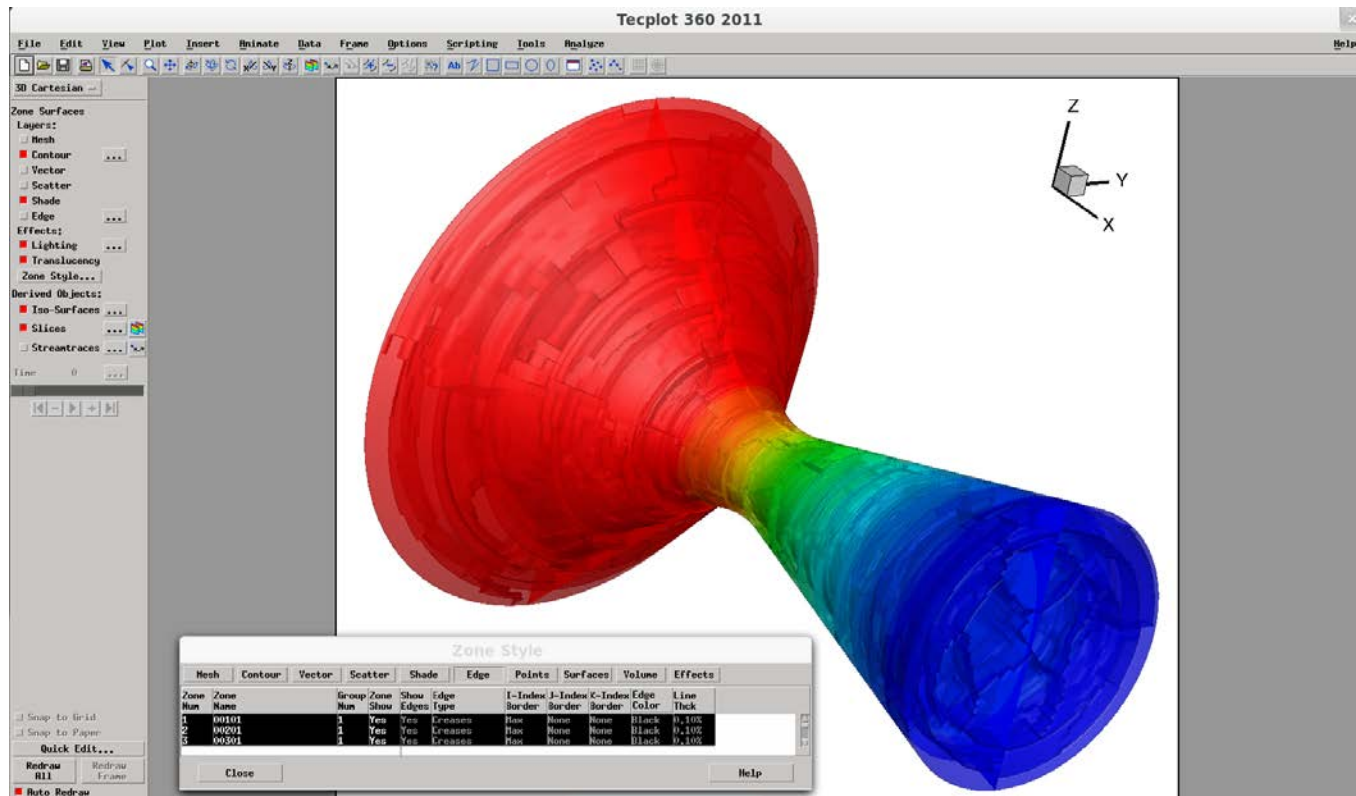 Tecplot 360 2011
File Edit View Plot Insert Animate Data Frame Options Scripting Tools Analyze Help
Ab
3D Cartesian
Zone Surfaces
Layers:
Mesh
Contour ...
Vector
Scatter
Shade
Edge ...
Effects:
Lighting ...
Translucency
Zone Style...
Derived Objects:
Iso-Surfaces ...
Slices ...
Streamtraces ...
Time 0 ...
Snap to Grid
Snap to Paper
Quick Edit...
Redraw All
Redraw Frame
Auto Redraw
Z
Y
X
Zone Style
Mesh Contour Vector Scatter Shade Edge Points Surfaces Volume Effects
Zone Zone Group Zone Show Edge I-Index J-Index K-Index Edge Line
Num Name Num Show Edges Type Border Border Border Color Thck
1 00101 1 Yes Yes Creases Max None None Black 0.10%
2 00201 1 Yes Yes Creases Max None None Black 0.10%
3 00301 1 Yes Yes Creases Max None None Black 0.10%
Close Help